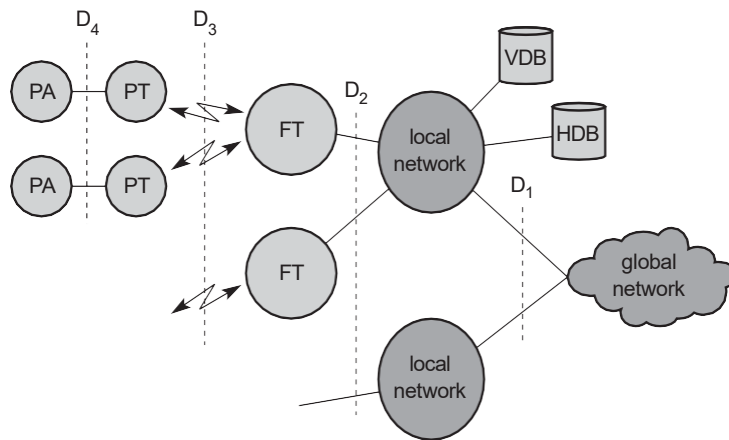 D4
D3
VDB
PA
PT
FT
D2
local
network
HDB
PA
PT
D1
FT
global
network
local
network